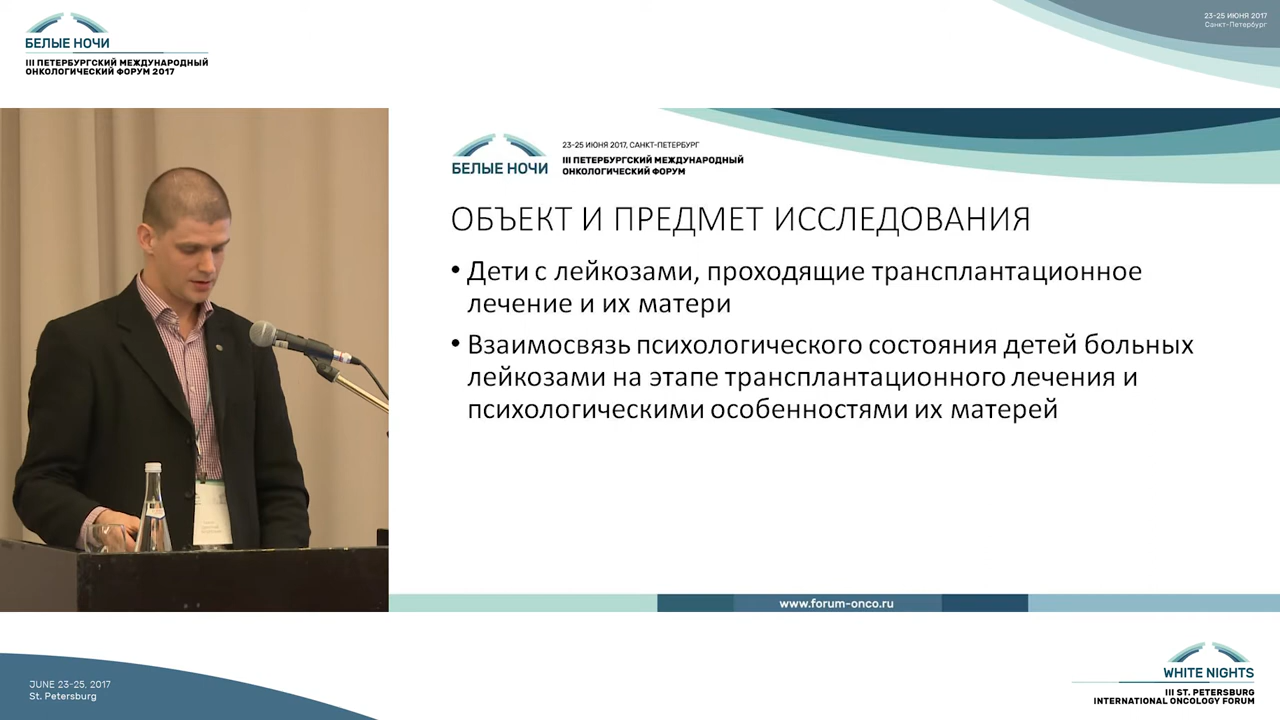 БЕЛЫЕ НОЧИ
III ПЕТЕРБУРГСКИЙ МЕЖДУНАРОДНЫЙ
ОНКОЛОГИЧЕСКИЙ ФОРУМ 2017
23-25 ИЮНЯ 2017
Санкт-Петербург
БЕЛЫЕ НОЧИ
23-25 ИЮНЯ 2017, САНКТ-ПЕТЕРБУРГ
III ПЕТЕРБУРГСКИЙ МЕЖДУНАРОДНЫЙ
ОНКОЛОГИЧЕСКИЙ ФОРУМ
ОБЪЕКТ И ПРЕДМЕТ ИССЛЕДОВАНИЯ
• Дети с лейкозами, проходящие трансплантационное
лечение и их матери
• Взаимосвязь психологического состояния детей больных
лейкозами на этапе трансплантационного лечения и
психологическими особенностями их матерей
www.forum-onco.ru
JUNE 23-25, 2017
St. Petersburg
WHITE NIGHTS
III ST. PETERSBURG
INTERNATIONAL ONCOLOGY FORUM